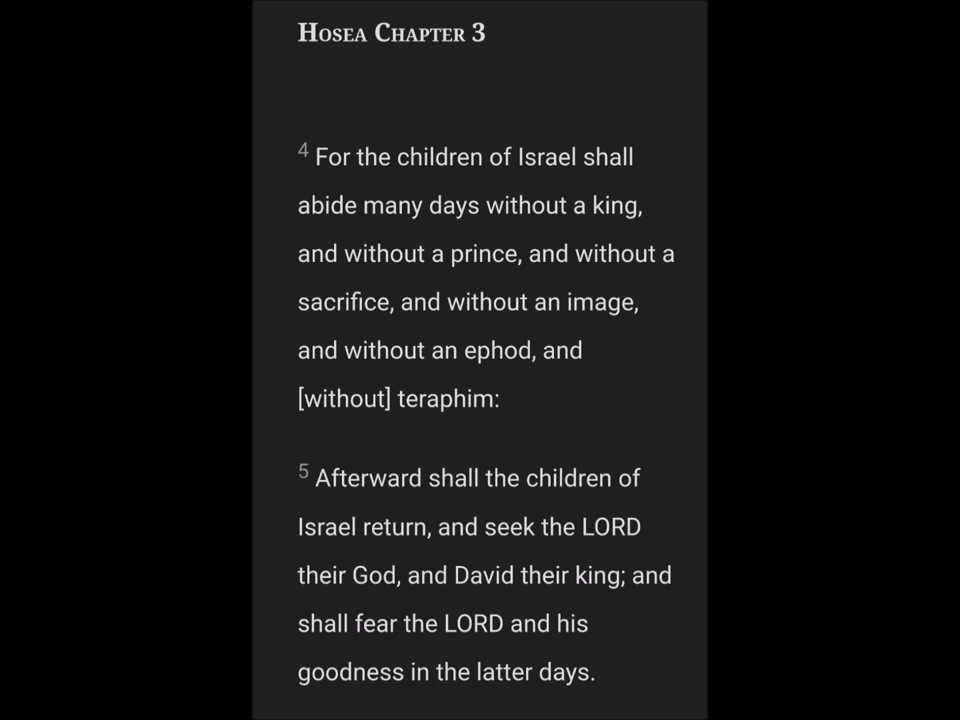 Hosea Chapter 3
4 For the children of Israel shall
abide many days without a king,
and without a prince, and without a
sacrifice, and without an image,
and without an ephod, and
[without] teraphim:
5 Afterward shall the children of
Israel return, and seek the LORD
their God, and David their king; and
shall fear the LORD and his
goodness in the latter days.